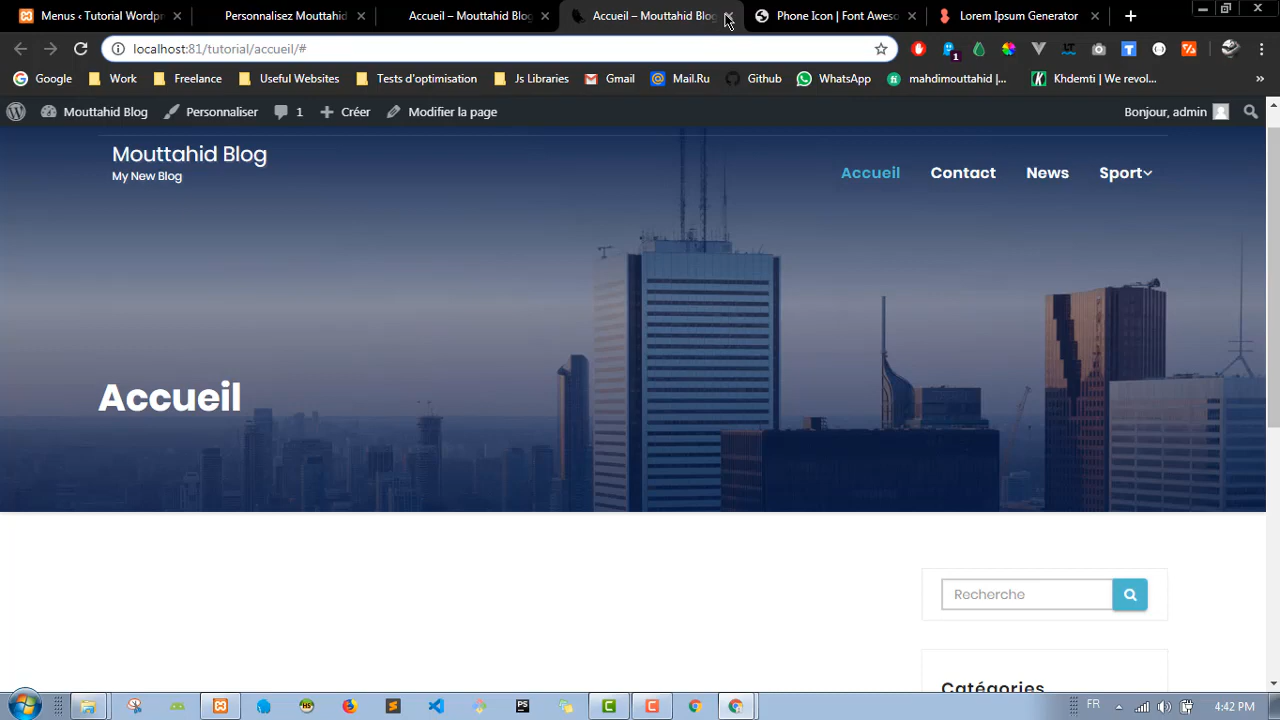 Menus ‹ Tutorial Wordpr
Personnalisez Mouttahid
Accueil – Mouttahid Blog
Accueil – Mouttahid Blog
Phone Icon | Font Aweso
Lorem Ipsum Generator
localhost:81/tutorial/accueil/#
1
Google
Work
Freelance
Useful Websites
Tests d'optimisation
Js Libraries
Gmail
Mail.Ru
Github
WhatsApp
mahdimouttahid |...
Khdemti | We revol...
»
Mouttahid Blog
Personnaliser
1
Créer
Modifier la page
Bonjour, admin
Mouttahid Blog
My New Blog
Accueil
Contact
News
Sport
Accueil
Recherche
Catégories
FR
4:42 PM